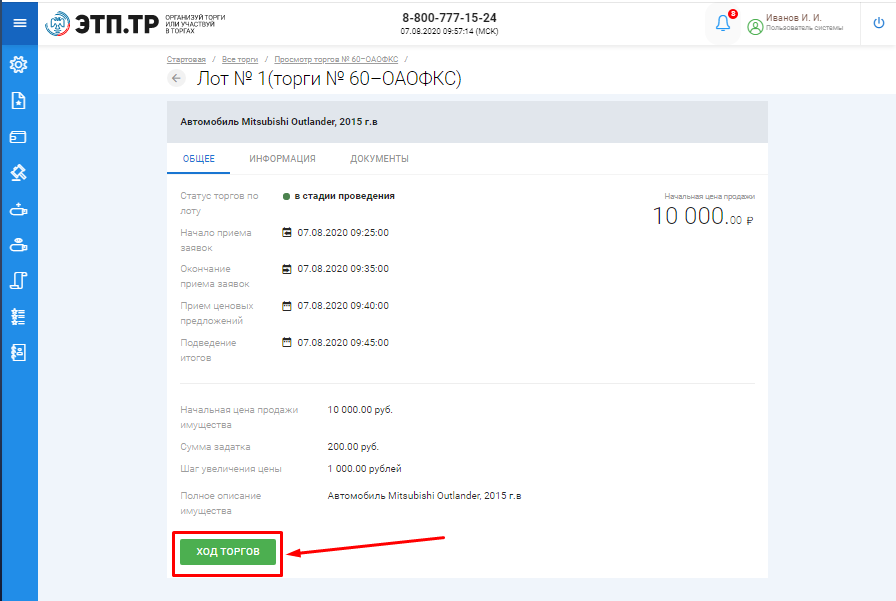 ЭТП.ТР
ОРГАНИЗУЙ ТОРГИ
ИЛИ УЧАСТВУЙ
В ТОРГАХ
8-800-777-15-24
07.08.2020 09:57:14 (МСК)
8
Иванов И. И.
Пользователь системы
Стартовая / Все торги / Просмотр торгов № 60-ОАОФКС /
Лот № 1(торги № 60-ОАОФКС)
Автомобиль Mitsubishi Outlander, 2015 г.в
ОБЩЕЕ ИНФОРМАЦИЯ ДОКУМЕНТЫ
Статус торгов по
лоту
в стадии проведения
Начальная цена продажи
10 000.00 ₽
Начало приема
заявок
07.08.2020 09:25:00
Окончание
приема заявок
07.08.2020 09:35:00
Прием ценовых
предложений
07.08.2020 09:40:00
Подведение
итогов
07.08.2020 09:45:00
Начальная цена продажи
имущества
10 000.00 руб.
Сумма задатка 200.00 руб.
Шаг увеличения цены 1 000.00 рублей
Полное описание
имущества
Автомобиль Mitsubishi Outlander, 2015 г.в
ХОД ТОРГОВ